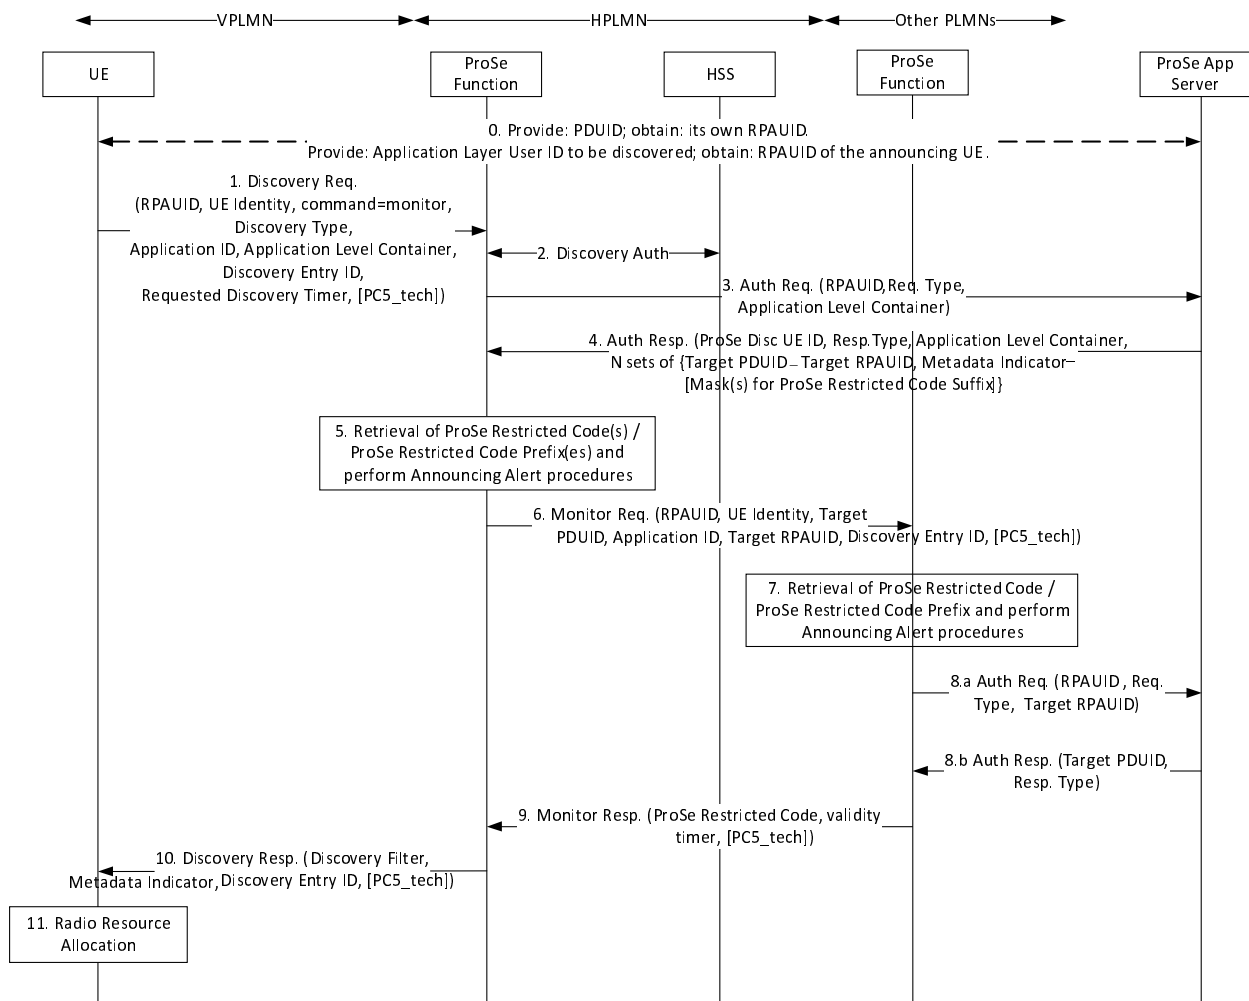 VPLMN
HPLMN
Other PLMNs
UE
ProSe
Function
HSS
ProSe
Function
ProSe App
Server
0. Provide: PDUID; obtain: its own RPAUID.
Provide: Application Layer User ID to be discovered; obtain: RPAUID of the announcing UE.
1. Discovery Req.
(RPAUID, UE Identity, command=monitor,
Discovery Type,
Application ID, Application Level Container,
Discovery Entry ID,
Requested Discovery Timer, [PC5_tech])
2. Discovery Auth
3. Auth Req. (RPAUID,Req. Type,
Application Level Container)
4. Auth Resp. (ProSe Disc UE ID, Resp.Type, Application Level Container,
N sets of {Target PDUID– Target RPAUID, Metadata Indicator–
[Mask(s) for ProSe Restricted Code Suffix]}
5. Retrieval of ProSe Restricted Code(s) /
ProSe Restricted Code Prefix(es) and
perform Announcing Alert procedures
6. Monitor Req. (RPAUID, UE Identity, Target
PDUID, Application ID, Target RPAUID, Discovery Entry ID, [PC5_tech])
7. Retrieval of ProSe Restricted Code /
ProSe Restricted Code Prefix and perform
Announcing Alert procedures
8.a Auth Req. (RPAUID , Req.
Type, Target RPAUID)
8.b Auth Resp. (Target PDUID,
Resp. Type)
9. Monitor Resp. (ProSe Restricted Code, validity
timer, [PC5_tech])
10. Discovery Resp. (Discovery Filter,
Metadata Indicator, Discovery Entry ID, [PC5_tech])
11. Radio Resource
Allocation